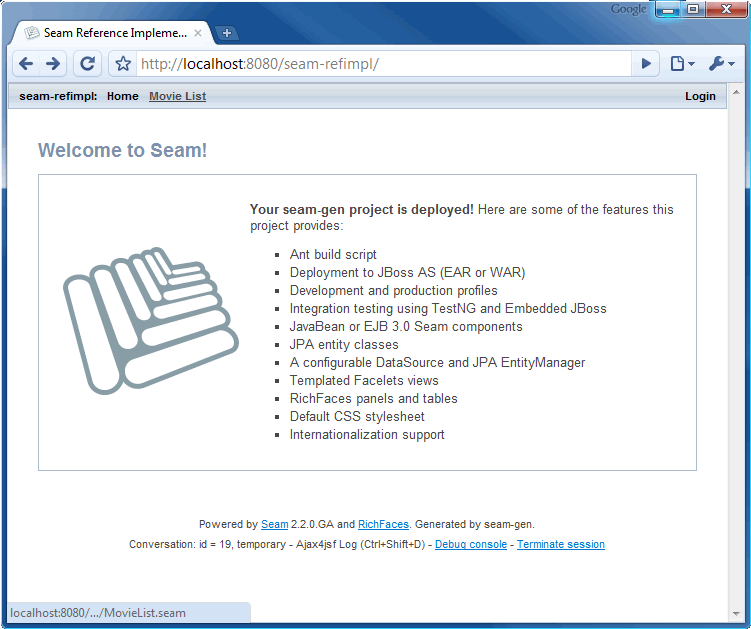 Google
Seam Reference Impleme...
http://localhost:8080/seam-refimpl/
seam-refimpl: Home Movie List Login
Welcome to Seam!
Your seam-gen project is deployed! Here are some of the features this
project provides:
Ant build script
Deployment to JBoss AS (EAR or WAR)
Development and production profiles
Integration testing using TestNG and Embedded JBoss
JavaBean or EJB 3.0 Seam components
JPA entity classes
A configurable DataSource and JPA EntityManager
Templated Facelets views
RichFaces panels and tables
Default CSS stylesheet
Internationalization support
Powered by Seam 2.2.0.GA and RichFaces. Generated by seam-gen.
Conversation: id = 19, temporary - Ajax4jsf Log (Ctrl+Shift+D) - Debug console - Terminate session
localhost:8080/.../MovieList.seam